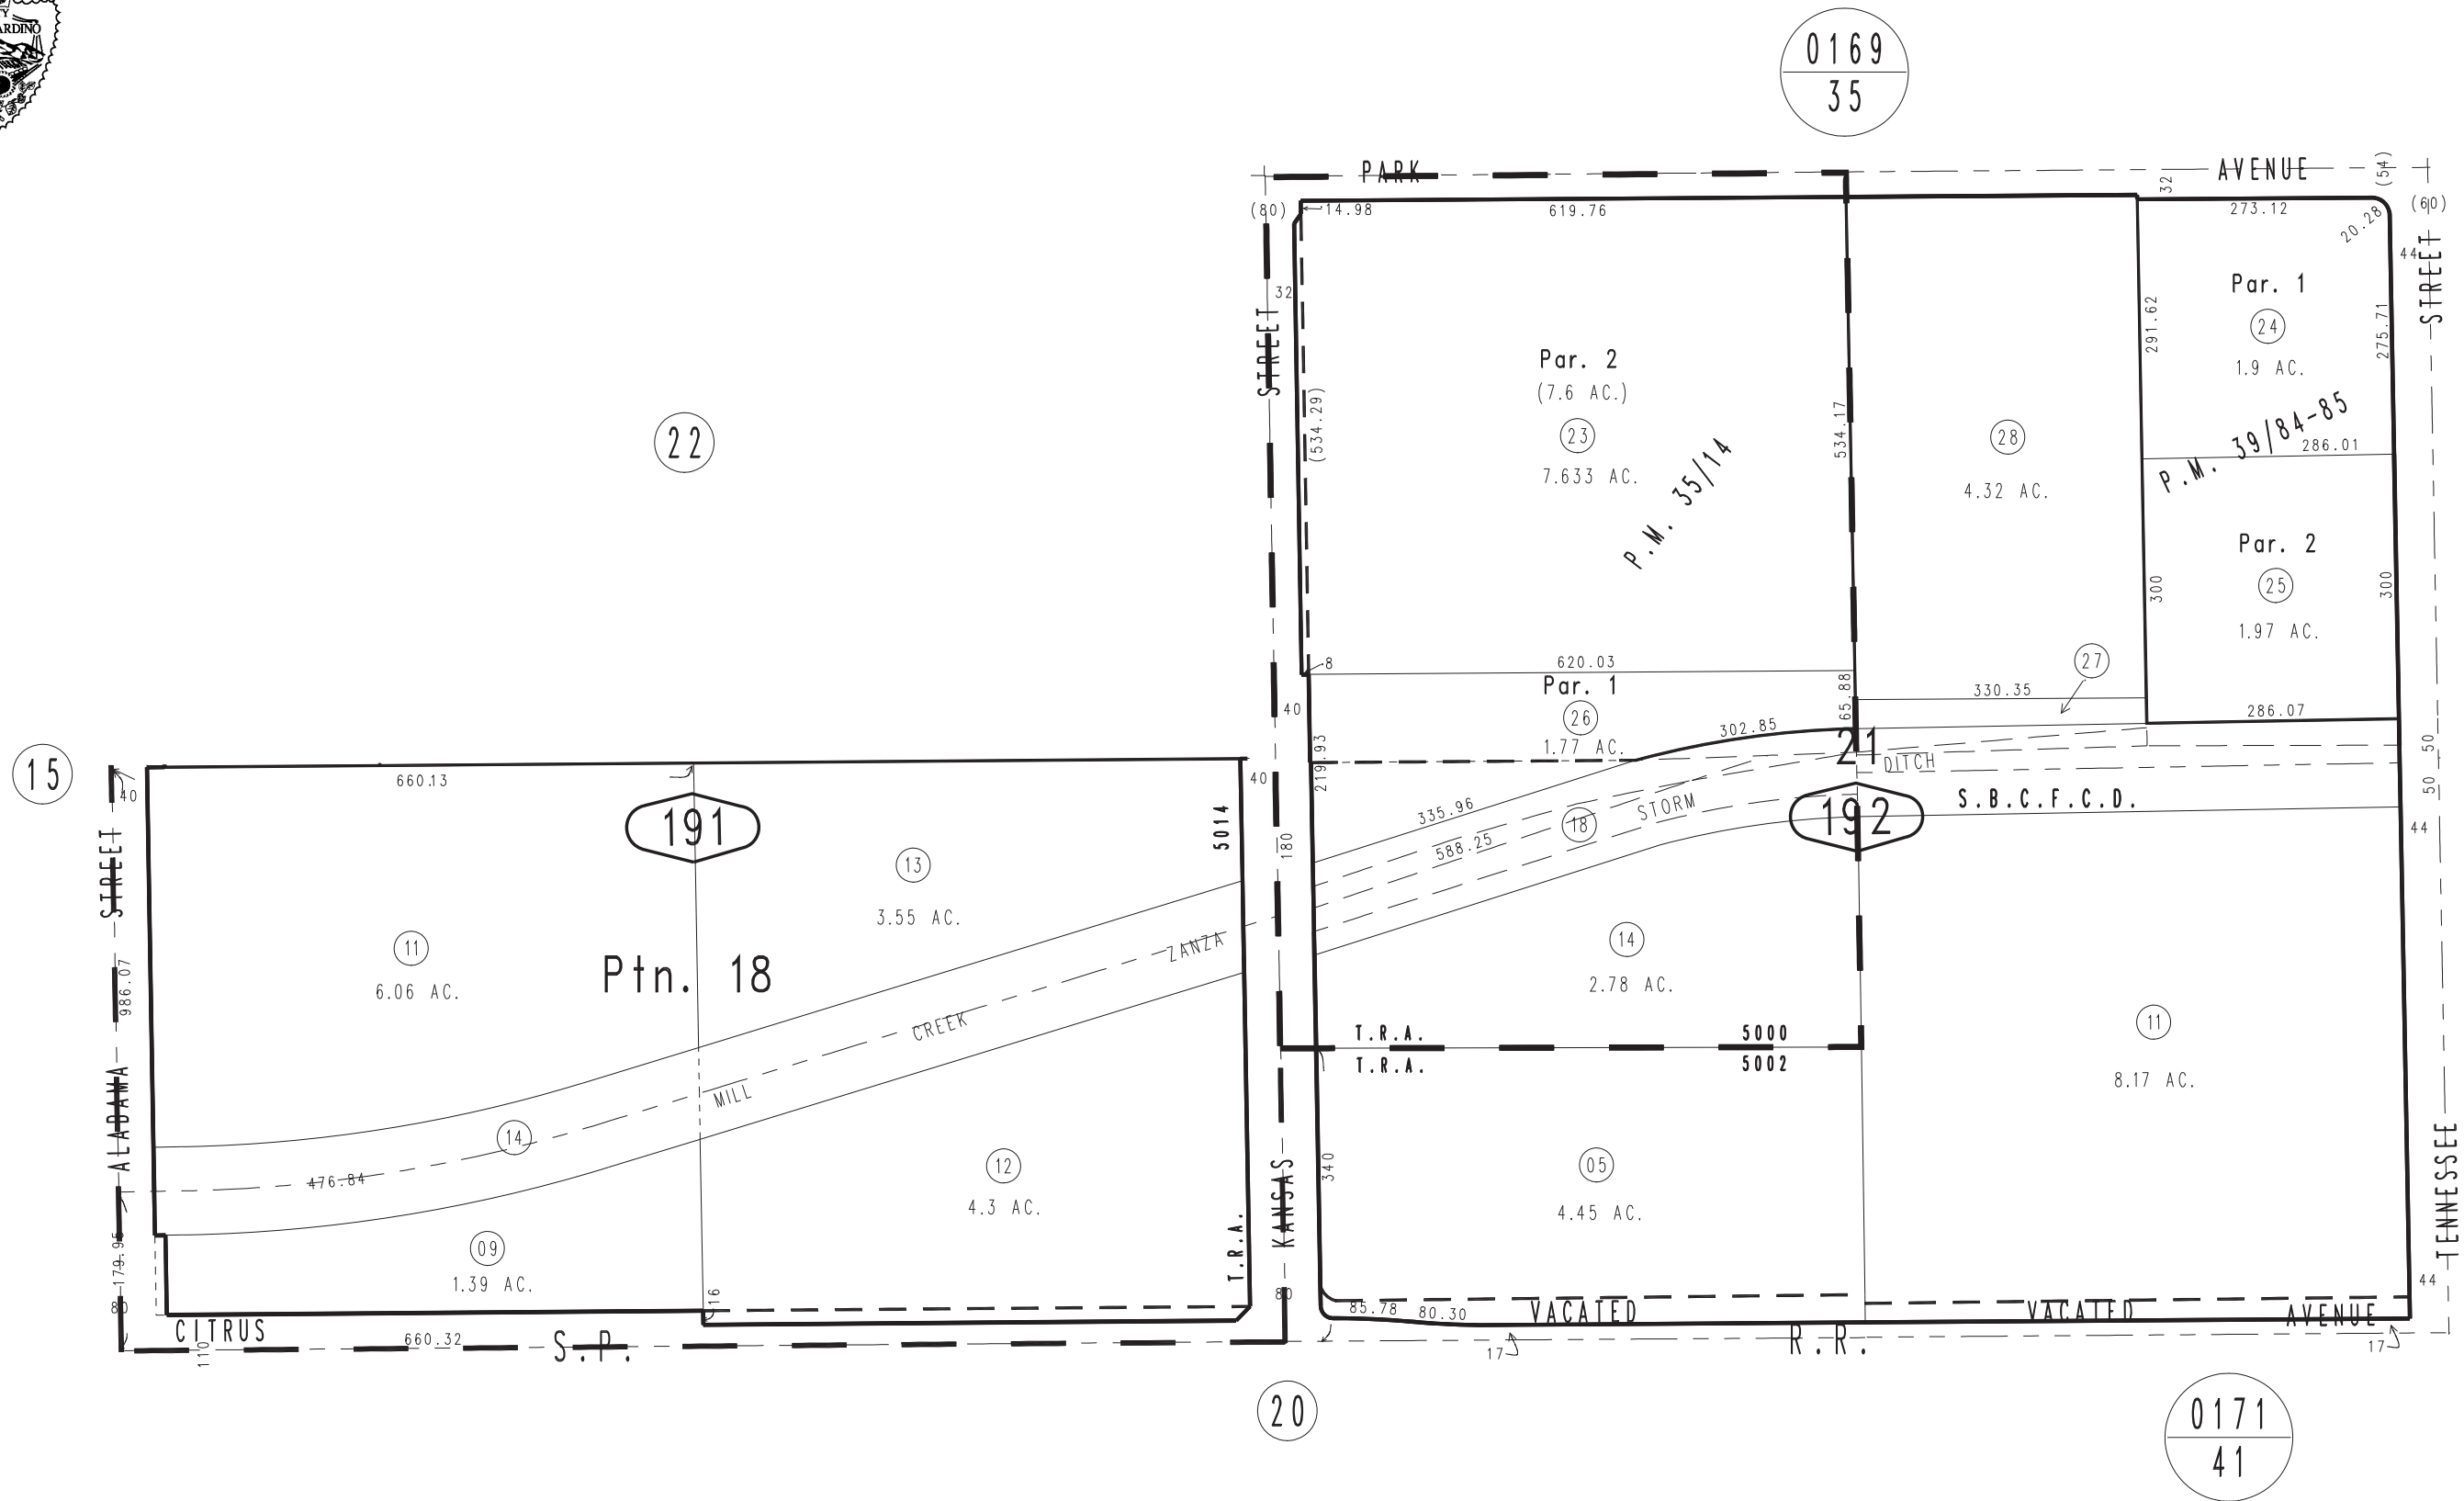 TY
ARDINO
0169
35
PARK
AVENUE
(54)
(80)
14.98
619.76
32
273.12
20.28
(60)
44
STREET
32
STREET
Par. 1
24
1.9 AC.
291.62
275.71
Par. 2
(7.6 AC.)
23
7.633 AC.
(534.29)
534.17
P.M. 35/14
28
4.32 AC.
P.M. 39/84-85
286.01
22
Par. 2
25
1.97 AC.
300
300
8
620.03
Par. 1
26
1.77 AC.
65.88
27
330.35
286.07
302.85
40
219.93
21
DITCH
50
50
S.B.C.F.C.D.
192
44
15
40
660.13
191
5014
40
180
335.96
588.25
18
STORM
STREET
13
3.55 AC.
11
6.06 AC.
Ptn. 18
986.07
ZANZA
CREEK
MILL
14
2.78 AC.
T.R.A. 5000
T.R.A. 5002
11
8.17 AC.
ALABAMA
14
476.84
12
4.3 AC.
09
1.39 AC.
T.R.A.
KANSAS
340
05
4.45 AC.
TENNESSEE
179.95
80
16
80
44
85.78
80.30
VACATED
VACATED
AVENUE
CITRUS
110
660.32
S.P.
R.R.
17
17
20
0171
41